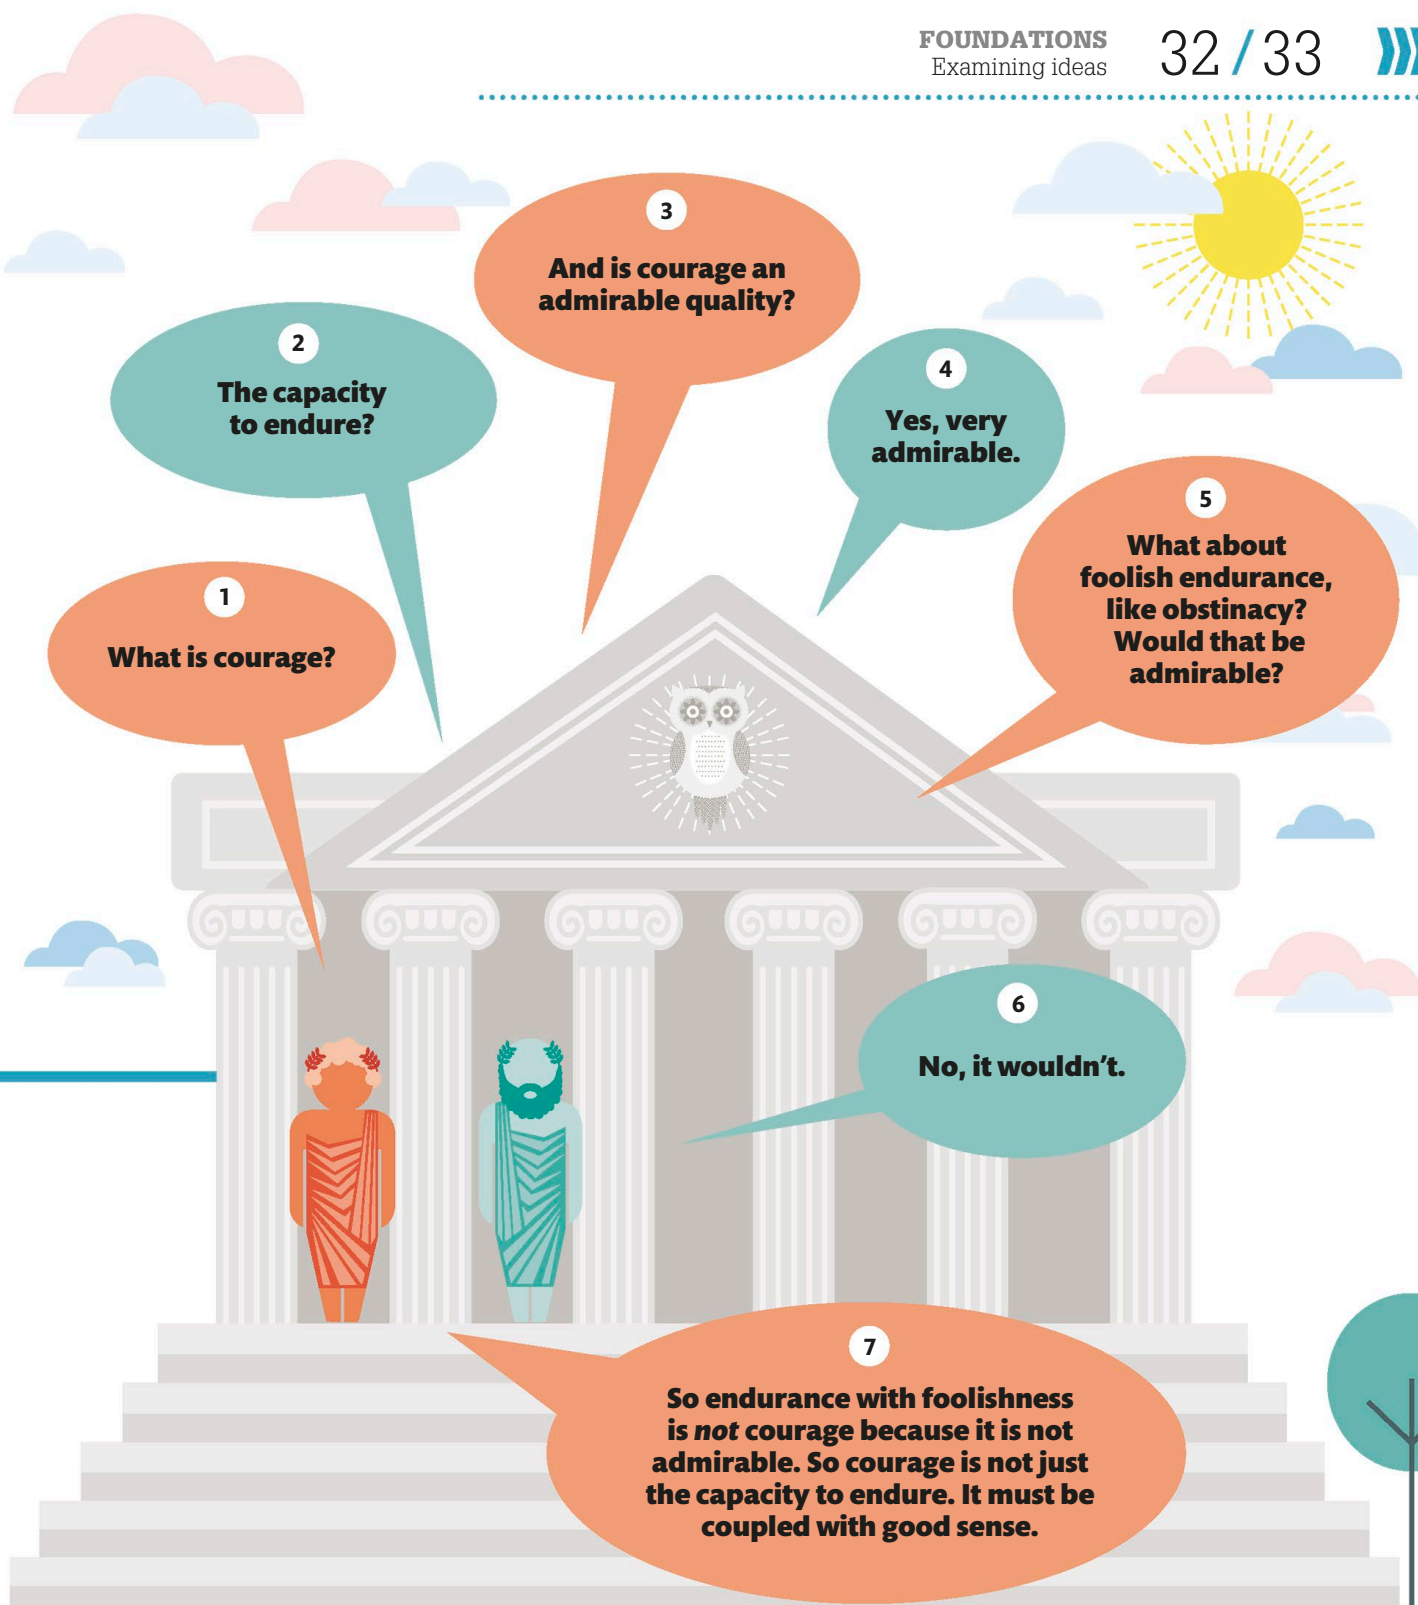 FOUNDATIONS
Examining ideas
32 / 33
1
What is courage?
2
The capacity
to endure?
3
And is courage an
admirable quality?
4
Yes, very
admirable.
5
What about
foolish endurance,
like obstinacy?
Would that be
admirable?
6
No, it wouldn't.
7
So endurance with foolishness
is not courage because it is not
admirable. So courage is not just
the capacity to endure. It must be
coupled with good sense.